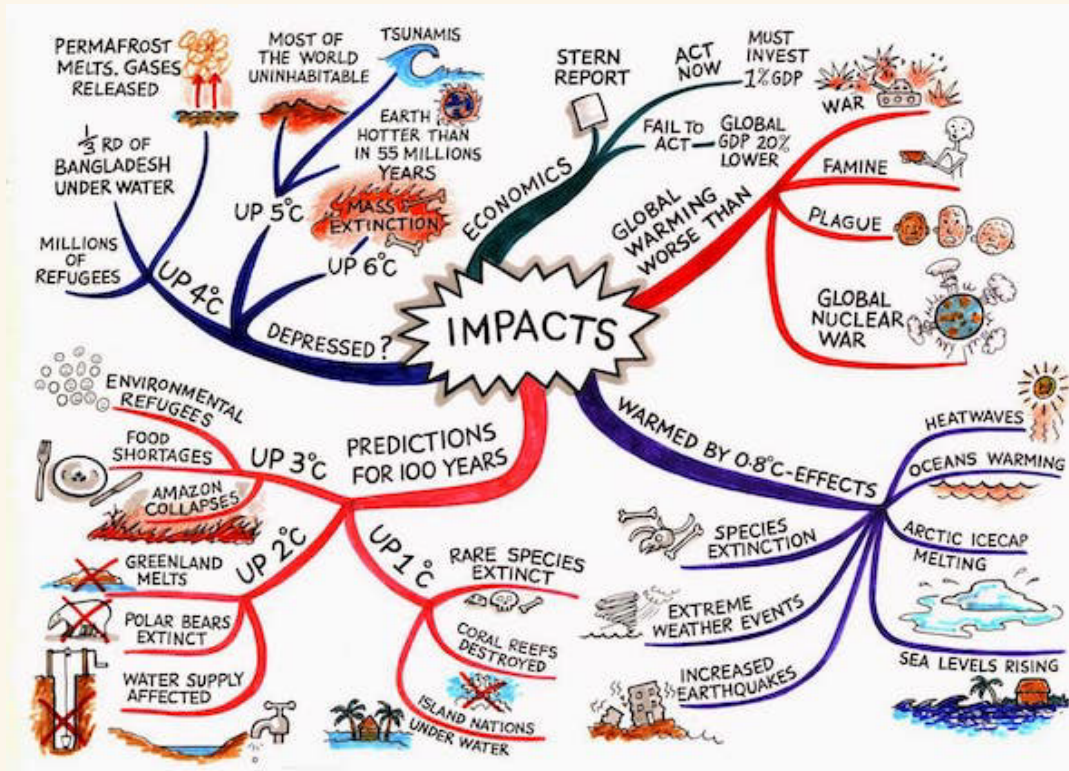 IMPACTS
ECONOMICS
STERN
REPORT
ACT
NOW
MUST
INVEST
1% GDP
FAIL TO
ACT
GLOBAL
GDP 20%
LOWER
GLOBAL
WARMING
WORSE THAN
WAR
FAMINE
PLAGUE
GLOBAL
NUCLEAR
WAR
WARMED BY 0·8°C-EFFECTS
HEATWAVES
OCEANS WARMING
ARCTIC ICECAP
MELTING
SEA LEVELS RISING
SPECIES
EXTINCTION
EXTREME
WEATHER EVENTS
INCREASED
EARTHQUAKES
PREDICTIONS
FOR 100 YEARS
UP 1°C
RARE SPECIES
EXTINCT
CORAL REEFS
DESTROYED
ISLAND NATIONS
UNDER WATER
UP 2°C
GREENLAND
MELTS
POLAR BEARS
EXTINCT
WATER SUPPLY
AFFECTED
UP 3°C
ENVIRONMENTAL
REFUGEES
FOOD
SHORTAGES
AMAZON
COLLAPSES
DEPRESSED?
UP 4°C
MILLIONS
OF
REFUGEES
⅓ RD OF
BANGLADESH
UNDER WATER
PERMAFROST
MELTS. GASES
RELEASED
UP 5°C
MOST OF
THE WORLD
UNINHABITABLE
TSUNAMIS
EARTH
HOTTER THAN
IN 55 MILLIONS
YEARS
UP 6°C
MASS
EXTINCTION